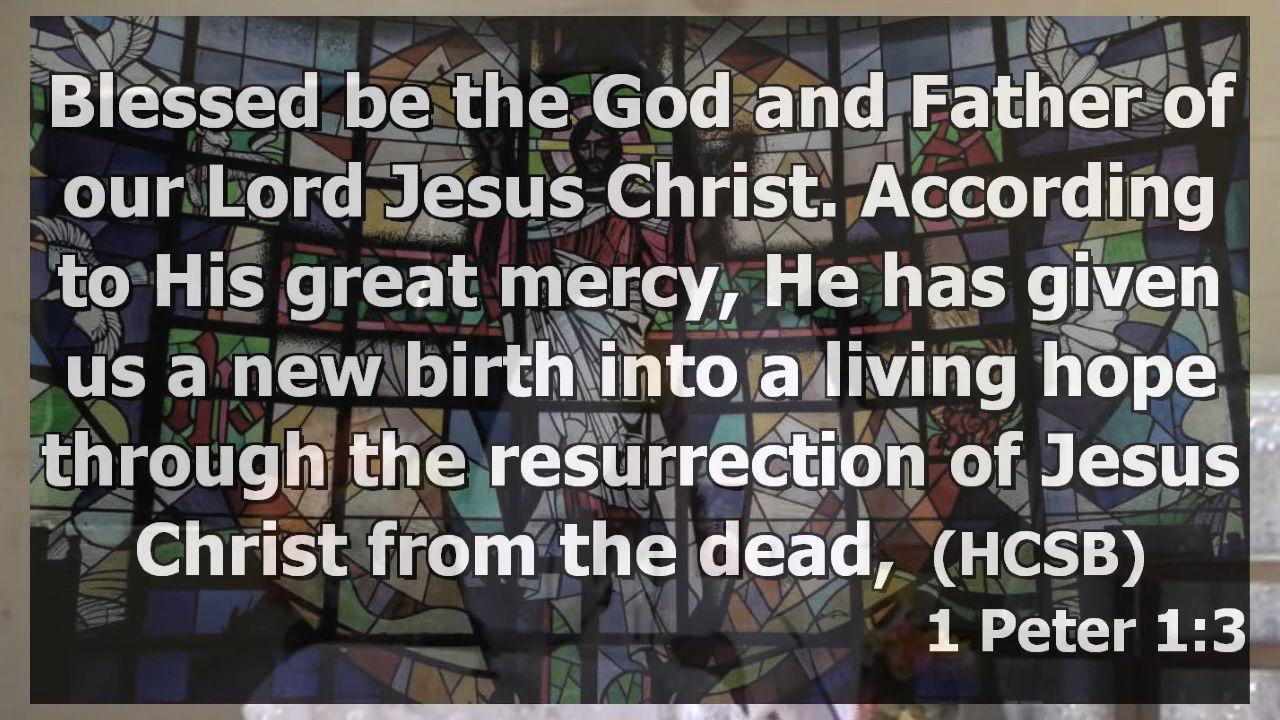 Blessed be the God and Father of
our Lord Jesus Christ. According
to His great mercy, He has given
us a new birth into a living hope
through the resurrection of Jesus
Christ from the dead, (HCSB)
1 Peter 1:3